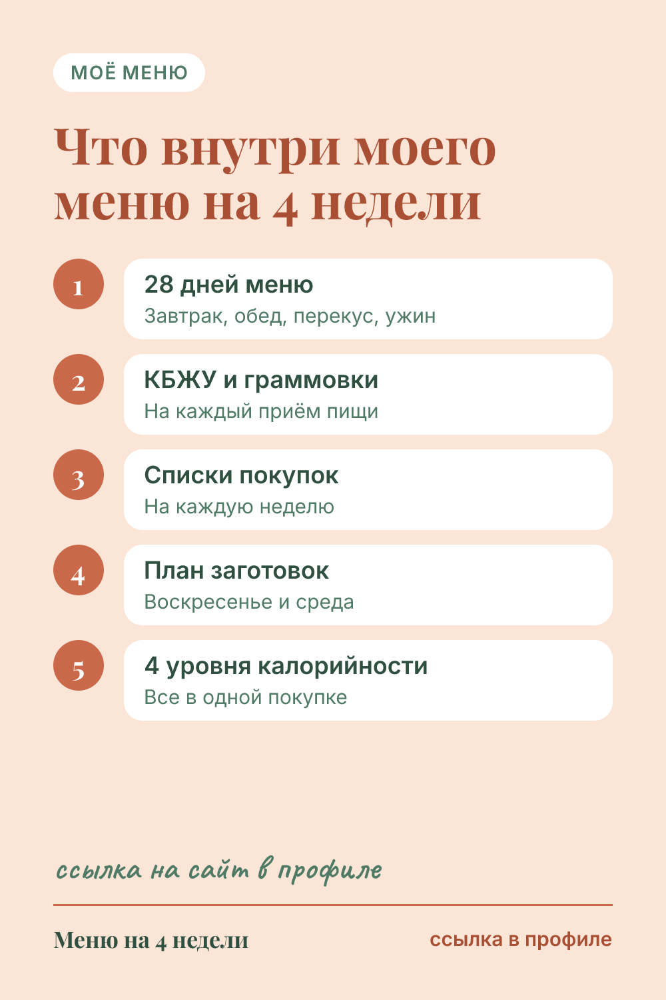 МОЁ МЕНЮ
Что внутри моего
меню на 4 недели
1
28 дней меню
Завтрак, обед, перекус, ужин
2
КБЖУ и граммовки
На каждый приём пищи
3
Списки покупок
На каждую неделю
4
План заготовок
Воскресенье и среда
5
4 уровня калорийности
Все в одной покупке
ссылка на сайт в профиле
Меню на 4 недели
ссылка в профиле